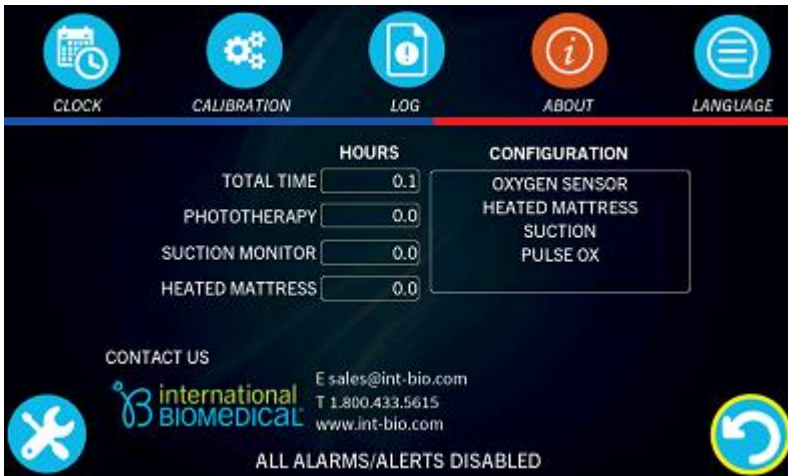 CLOCK CALIBRATION LOG ABOUT LANGUAGE
HOURS
TOTAL TIME 0.1
PHOTOTHERAPY 0.0
SUCTION MONITOR 0.0
HEATED MATTRESS 0.0
CONFIGURATION
OXYGEN SENSOR
HEATED MATTRESS
SUCTION
PULSE OX
CONTACT US
international
BIOMEDICAL
E sales@int-bio.com
T 1.800.433.5615
www.int-bio.com
ALL ALARMS/ALERTS DISABLED